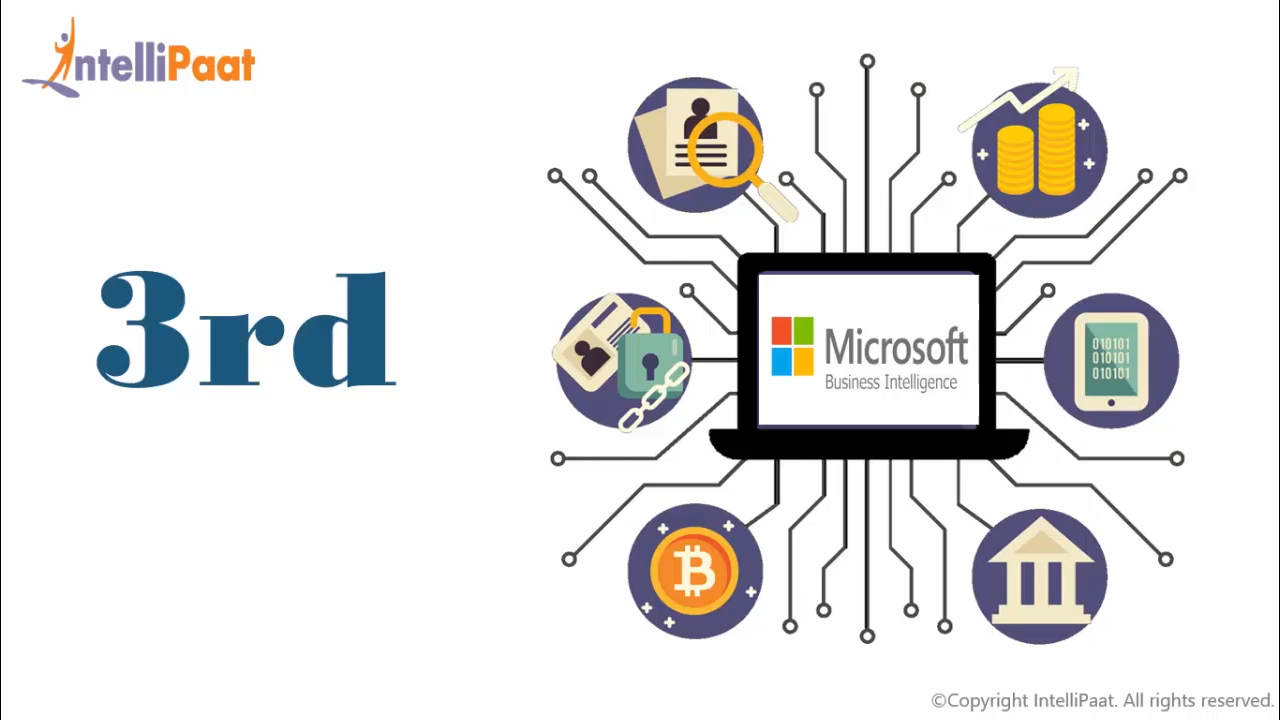 IntelliPaat
3rd
Microsoft
Business Intelligence
010101
010101
010101
©Copyright IntelliPaat. All rights reserved.